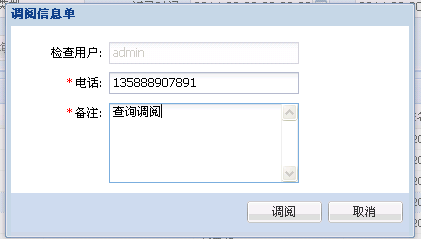 调阅信息单
检查用户: admin
*电话: 135888907891
*备注: 查询调阅
调阅 取消